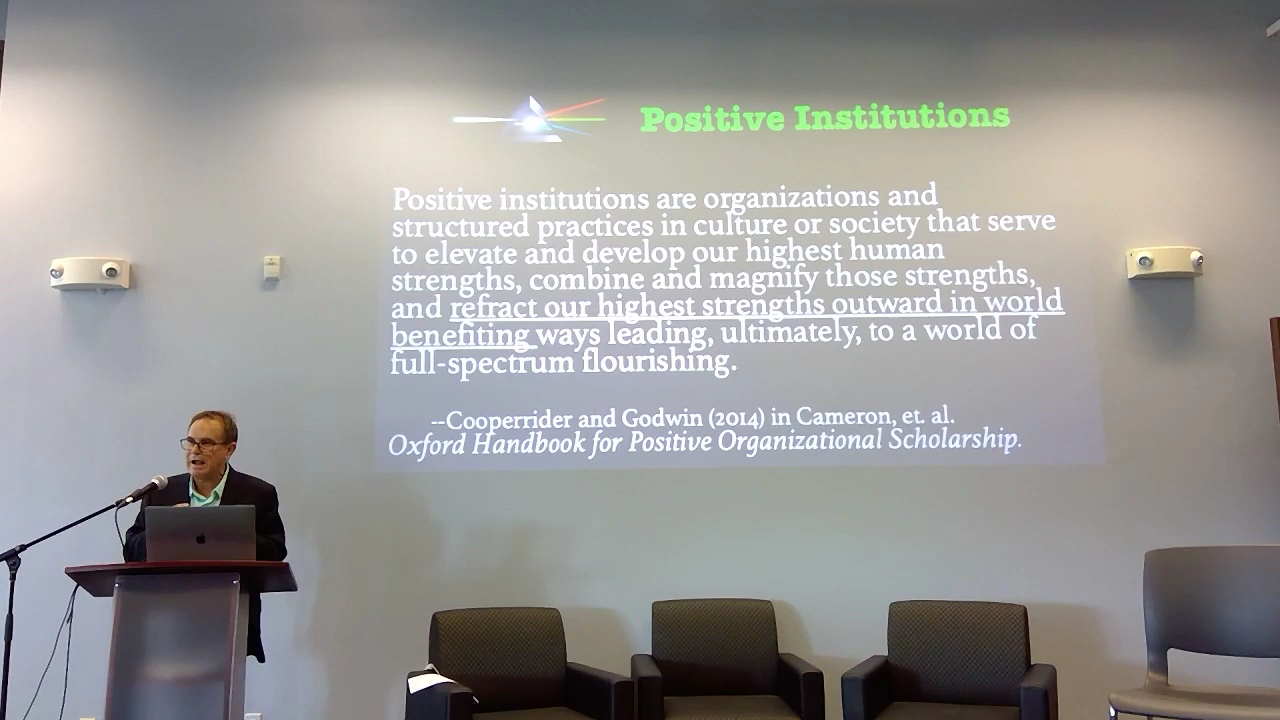 Positive Institutions
Positive institutions are organizations and
structured practices in culture or society that serve
to elevate and develop our highest human
strengths, combine and magnify those strengths,
and refract our highest strengths outward in world
benefiting ways leading, ultimately, to a world of
full-spectrum flourishing.
--Cooperrider and Godwin (2014) in Cameron, et. al.
Oxford Handbook for Positive Organizational Scholarship.